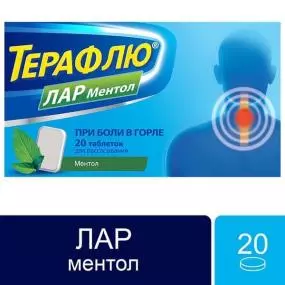 ТЕРАФЛЮ®
ЛАР Ментол
ПРИ БОЛИ В ГОРЛЕ
20 таблеток
для рассасывания
Ментол
ЛАР
ментол
20